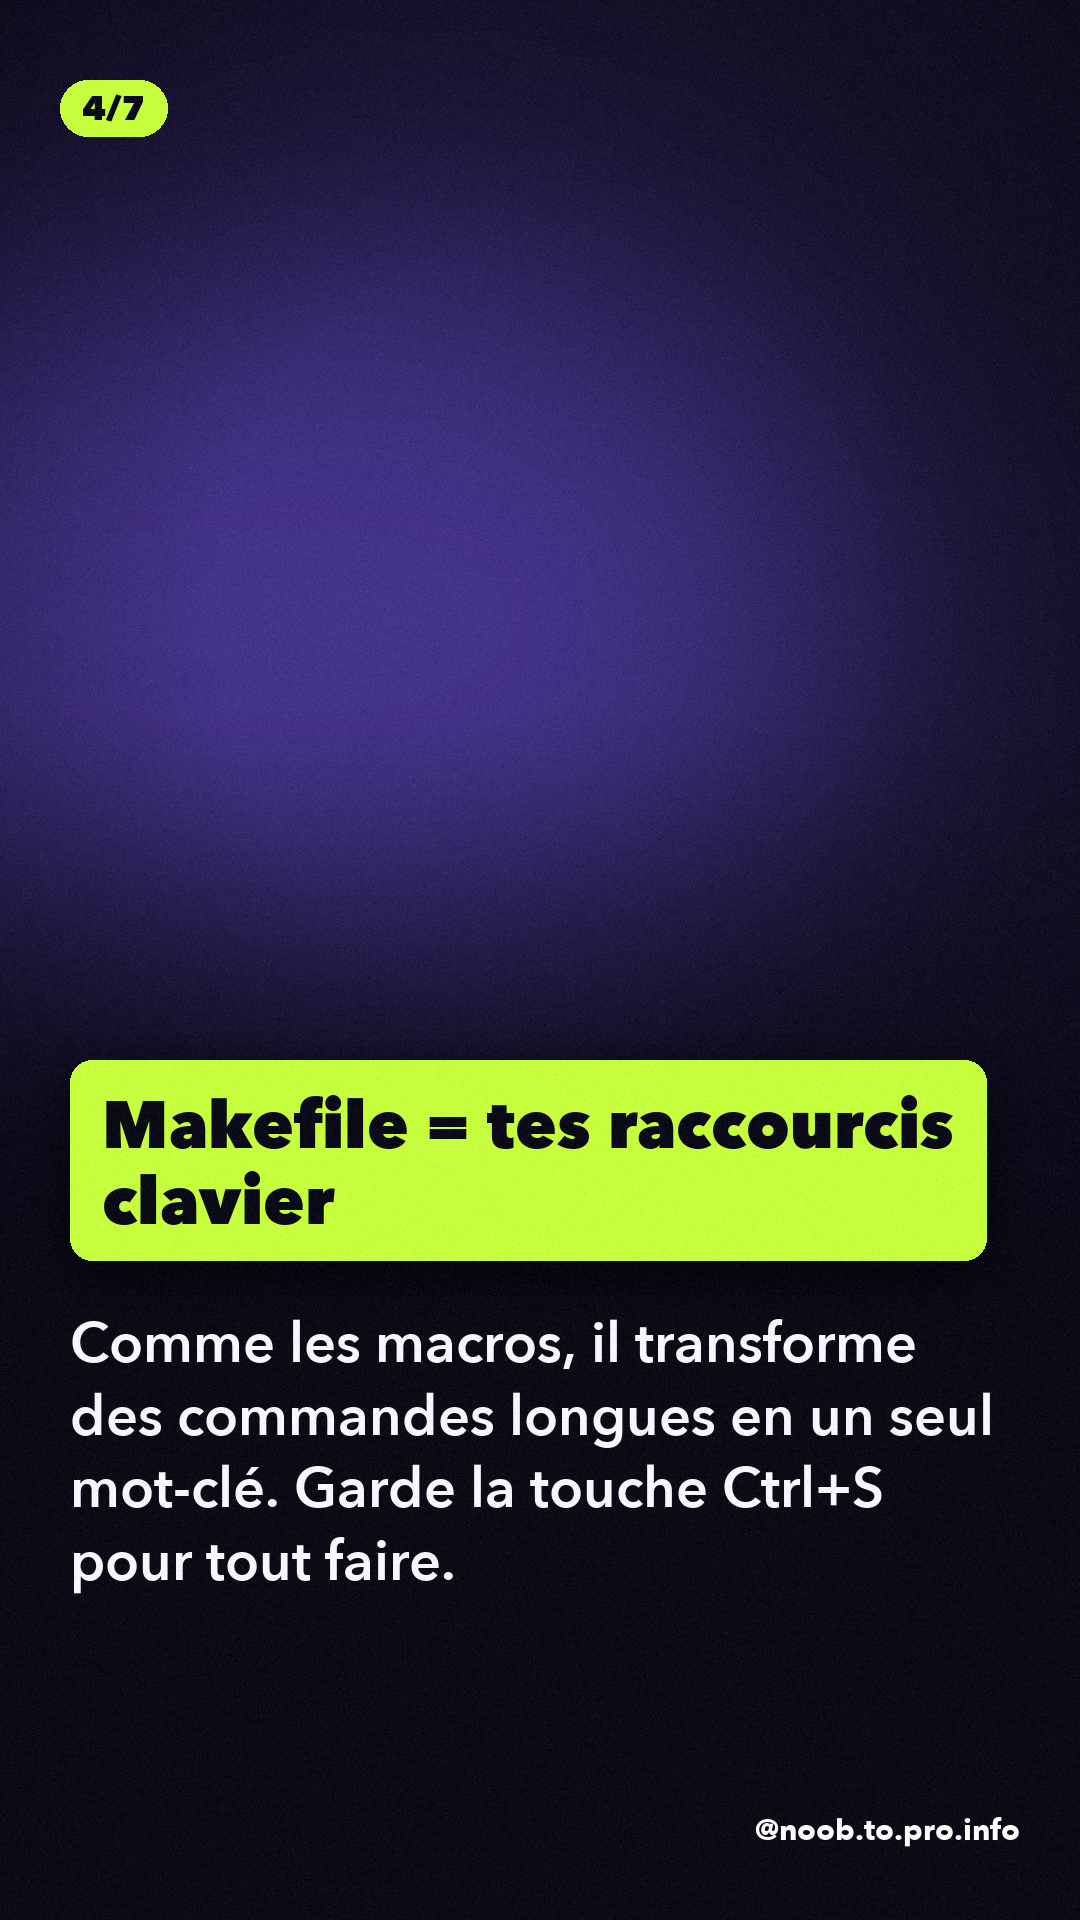 4/7
Makefile = tes raccourcis
clavier
Comme les macros, il transforme
des commandes longues en un seul
mot-clé. Garde la touche Ctrl+S
pour tout faire.
@noob.to.pro.info